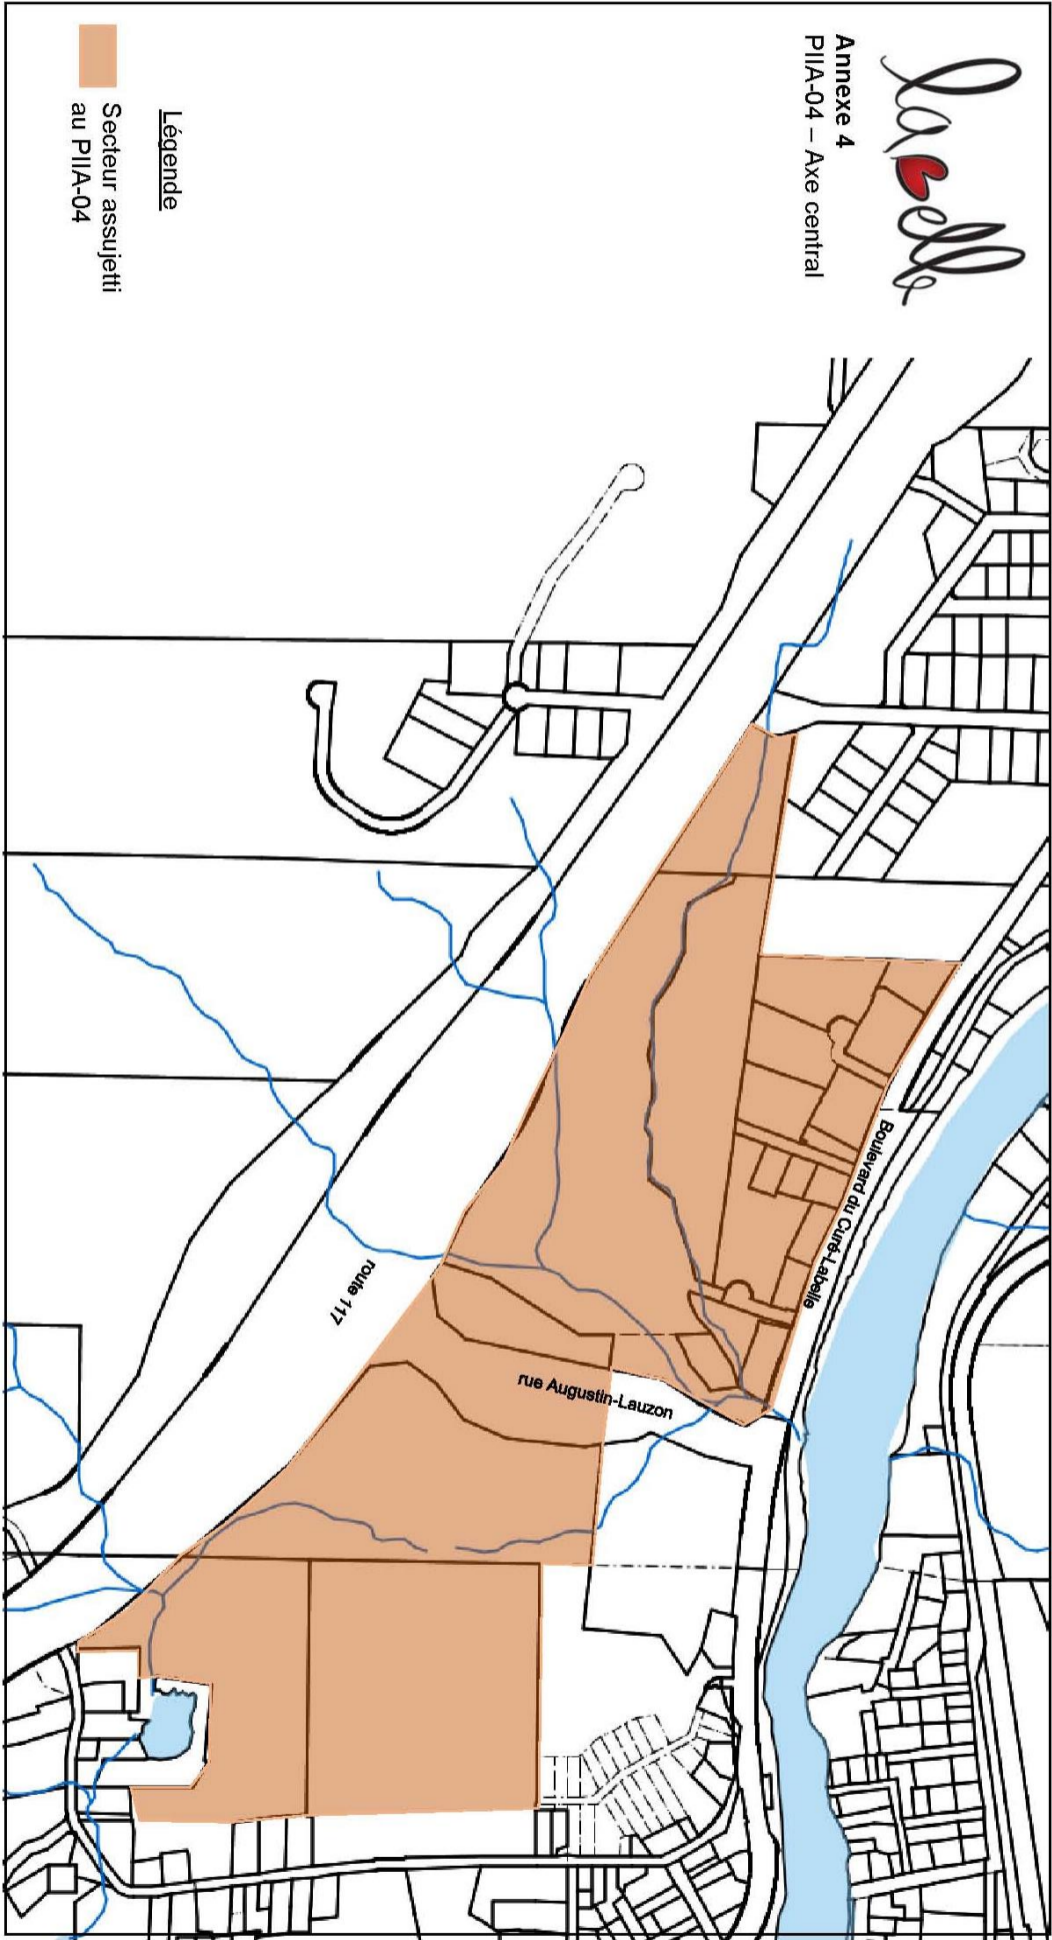 Labelle
Annexe 4
PIIA-04 – Axe central
Légende
Secteur assujetti
au PIIA-04
Boulevard du Curé-Labelle
route 117
rue Augustin-Lauzon